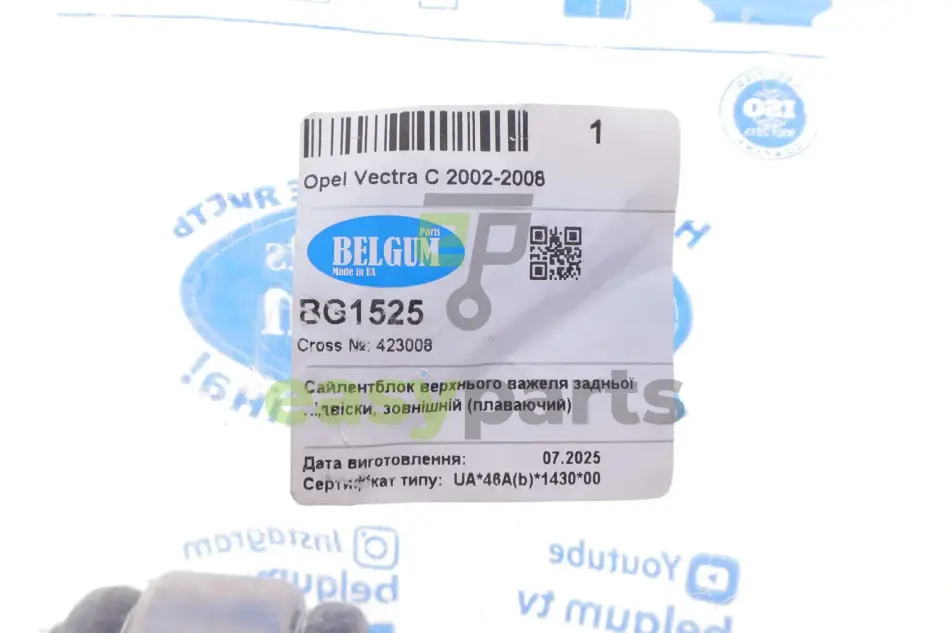 1
Opel Vectra C 2002-2008
Parts
BELGUM
Made in UA
BG1525
Cross №: 423008
Сайлентблок верхнього важеля задньої
підвіски, зовнішній (плаваючий)
easyparts
Дата виготовлення: 07.2025
Сертифікат типу: UA*46A(b)*1430*00
ISO
Instagram
belgum
Youtube
belgum tv